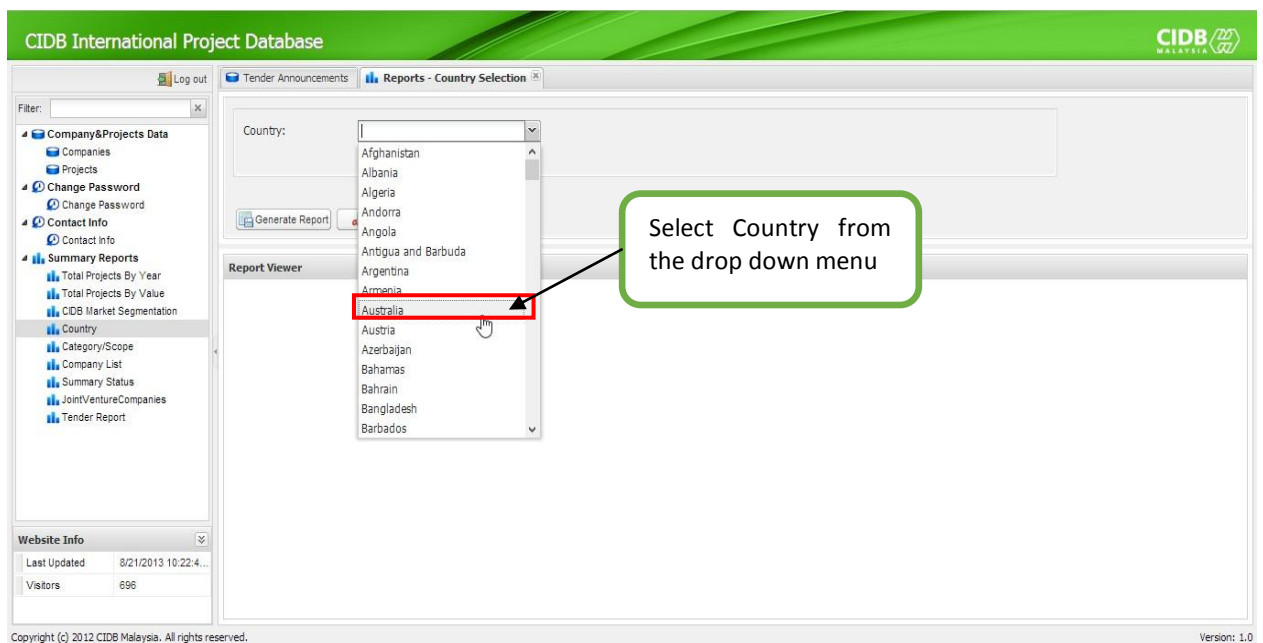 CIDB International Project Database
CIDB
MALAYSIA
Log out
Tender Announcements
Reports - Country Selection
Filter:
Company&Projects Data
Companies
Projects
Change Password
Change Password
Contact Info
Contact Info
Summary Reports
Total Projects By Year
Total Projects By Value
CIDB Market Segmentation
Country
Category/Scope
Company List
Summary Status
JointVentureCompanies
Tender Report
Website Info
Last Updated 8/21/2013 10:22:4...
Visitors 696
Country:
Afghanistan
Albania
Algeria
Andorra
Angola
Antigua and Barbuda
Argentina
Armenia
Australia
Austria
Azerbaijan
Bahamas
Bahrain
Bangladesh
Barbados
Generate Report
Report Viewer
Select Country from
the drop down menu
Copyright (c) 2012 CIDB Malaysia. All rights reserved.
Version: 1.0